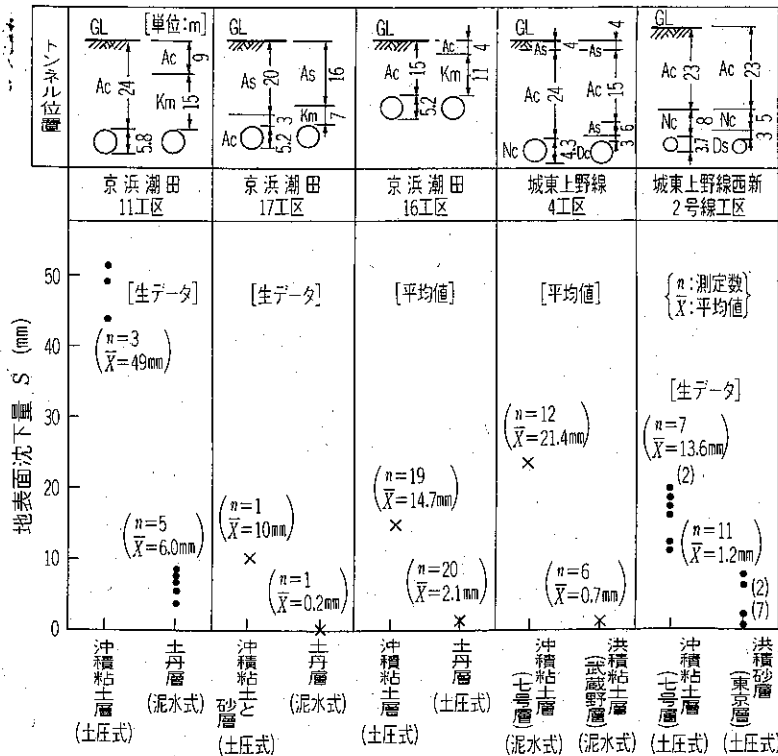 トンネル位置
[単位:m]
GL
Ac
24
5.8
Ac
9
Km
15
GL
As
20
3
Ac
5.2
As
16
Km
7
GL
Ac
15
5.2
Ac
4
Km
11
GL
As
4
Ac
24
Nc
4.3
4
As
Ac
15
As
6
Dc
3
GL
Ac
23
Nc
8
3.7
Ac
23
Nc
5
Ds
3
京浜潮田
11工区
京浜潮田
17工区
京浜潮田
16工区
城東上野線
4工区
城東上野線西新
2号線工区
地表面沈下量 S (mm)
50
40
30
20
10
0
[生データ]
(n=3
X̄=49mm)
(n=5
X̄=6.0mm)
[生データ]
(n=1
X̄=10mm)
(n=1
X̄=0.2mm)
[平均値]
(n=19
X̄=14.7mm)
(n=20
X̄=2.1mm)
[平均値]
(n=12
X̄=21.4mm)
(n=6
X̄=0.7mm)
{n:測定数
X̄:平均値}
[生データ]
(n=7
X̄=13.6mm)
(2)
(n=11
X̄=1.2mm)
(2)
(7)
沖積粘土層
(土圧式)
土丹層
(泥水式)
沖積粘土と
砂層
(土圧式)
土丹層
(泥水式)
沖積粘土層
(土圧式)
土丹層
(土圧式)
沖積粘土層
(七号層)
(泥水式)
洪積層
(武蔵野層)
(泥水式)
沖積粘土層
(七号層)
(土圧式)
洪積砂層
(東京層)
(土圧式)